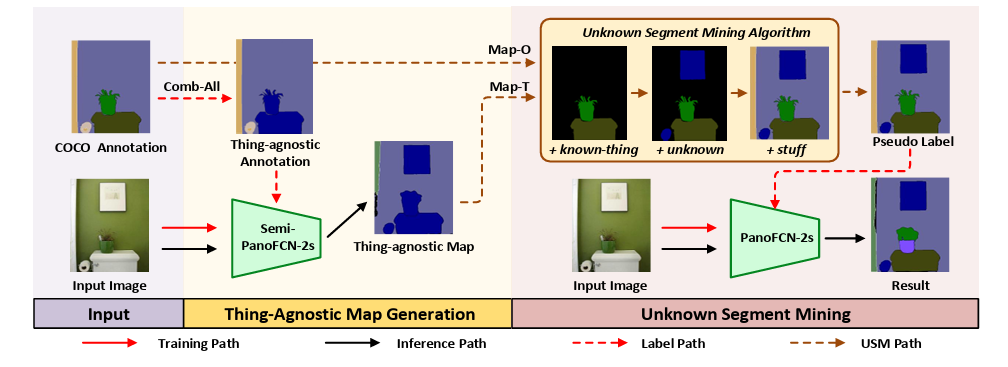 Unknown Segment Mining Algorithm
Map-O
Map-T
Comb-All
+ known-thing
+ unknown
+ stuff
COCO Annotation
Thing-agnostic
Annotation
Pseudo Label
Semi-
PanoFCN-2s
Thing-agnostic Map
PanoFCN-2s
Input Image
Input Image
Result
Input
Thing-Agnostic Map Generation
Unknown Segment Mining
Training Path
Inference Path
Label Path
USM Path